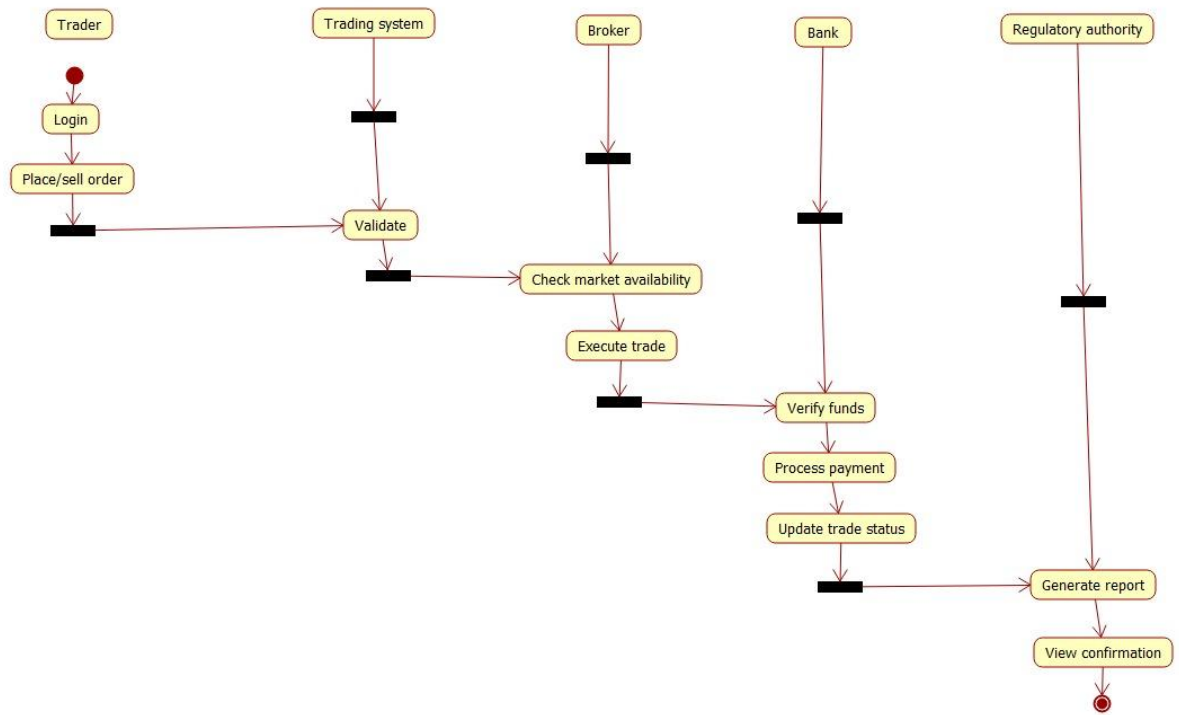 Trader
Trading system
Broker
Bank
Regulatory authority
Login
Place/sell order
Validate
Check market availability
Execute trade
Verify funds
Process payment
Update trade status
Generate report
View confirmation